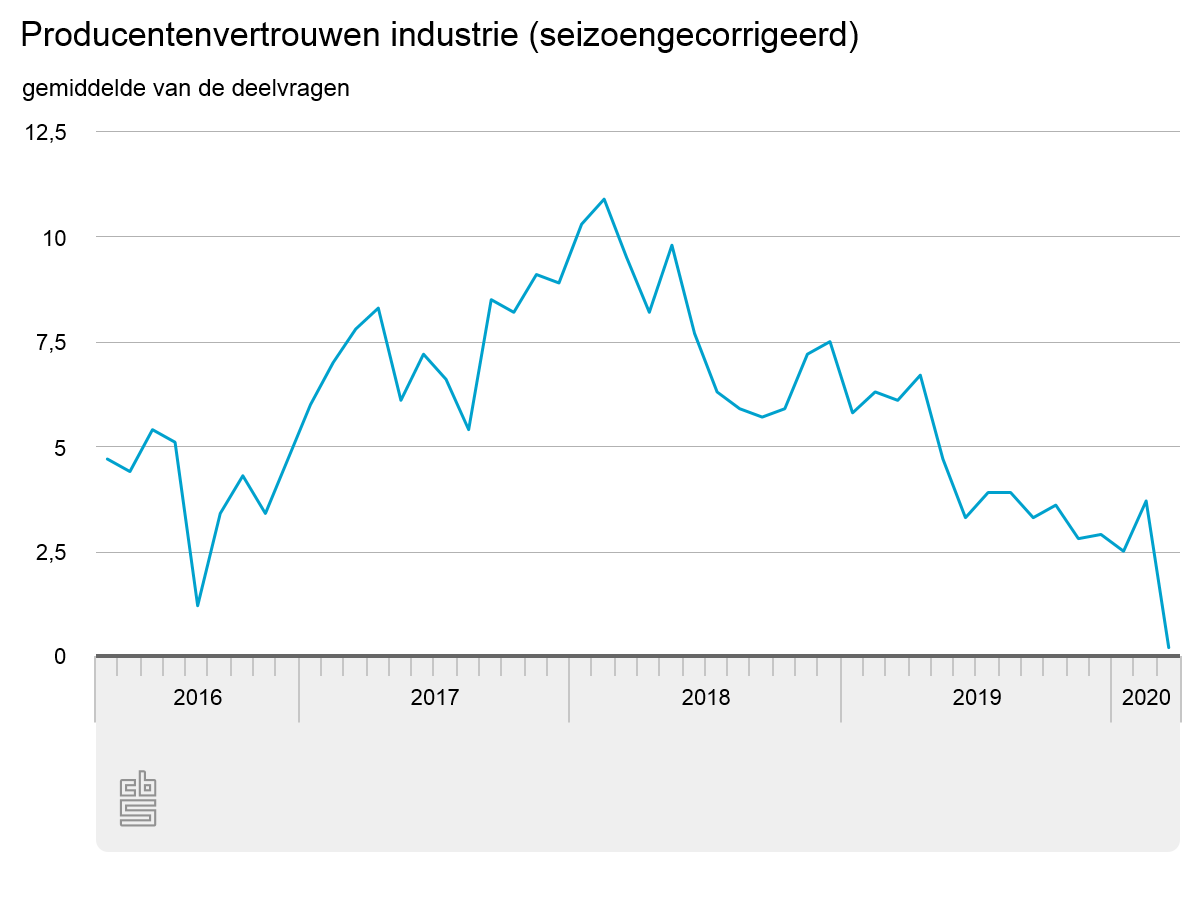 Producentenvertrouwen industrie (seizoengecorrigeerd)
gemiddelde van de deelvragen
12,5
10
7,5
5
2,5
0
2016 2017 2018 2019 2020
cbs